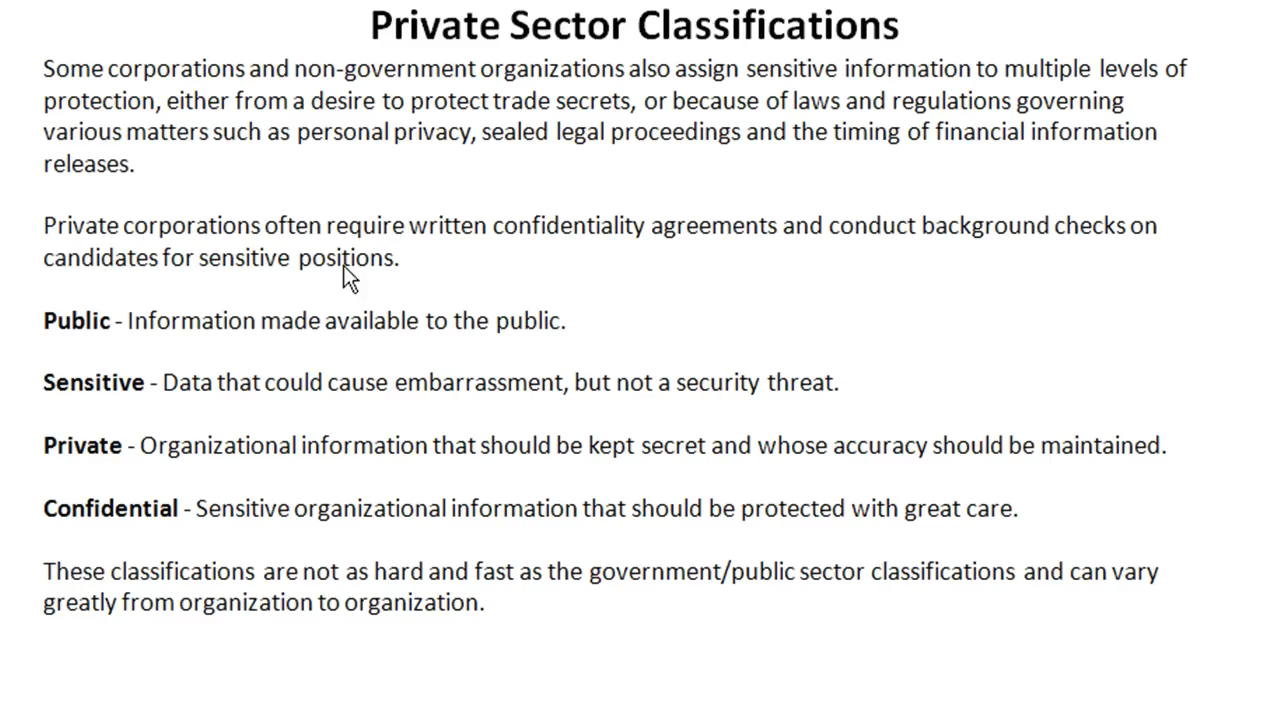 Private Sector Classifications
Some corporations and non-government organizations also assign sensitive information to multiple levels of
protection, either from a desire to protect trade secrets, or because of laws and regulations governing
various matters such as personal privacy, sealed legal proceedings and the timing of financial information
releases.
Private corporations often require written confidentiality agreements and conduct background checks on
candidates for sensitive positions.
Public - Information made available to the public.
Sensitive - Data that could cause embarrassment, but not a security threat.
Private - Organizational information that should be kept secret and whose accuracy should be maintained.
Confidential - Sensitive organizational information that should be protected with great care.
These classifications are not as hard and fast as the government/public sector classifications and can vary
greatly from organization to organization.